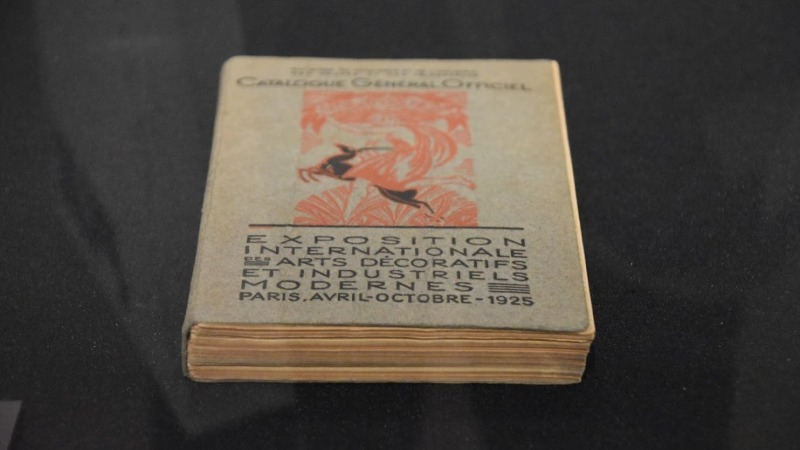 CATALOGUE GÉNÉRAL OFFICIEL
EXPOSITION
INTERNATIONALE
DES ARTS DÉCORATIFS
ET INDUSTRIELS
MODERNES
PARIS. AVRIL-OCTOBRE-1925